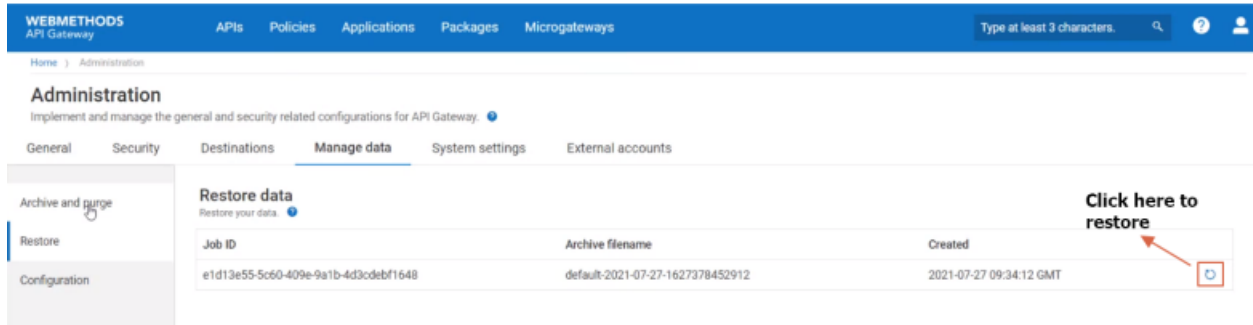 WEBMETHODS
API Gateway
APIs Policies Applications Packages Microgateways
Type at least 3 characters.
?
Home > Administration
Administration
Implement and manage the general and security related configurations for API Gateway. ?
General Security Destinations Manage data System settings External accounts
Archive and purge
Restore
Configuration
Restore data
Restore your data. ?
Click here to
restore
Job ID Archive filename Created
e1d13e55-5c60-409e-9a1b-4d3cdebf1648 default-2021-07-27-1627378452912 2021-07-27 09:34:12 GMT